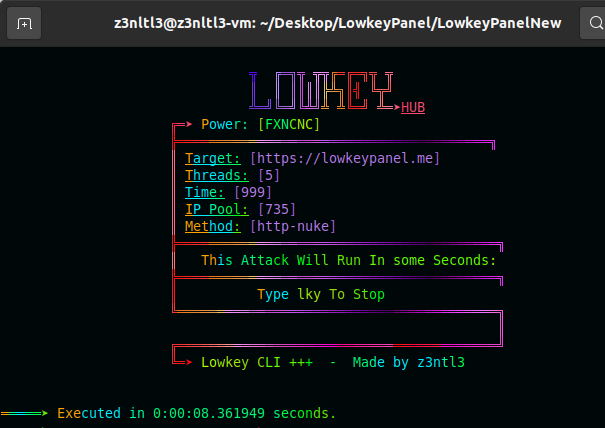 z3nltl3@z3nltl3-vm: ~/Desktop/LowkeyPanel/LowkeyPanelNew
LOWKEY
HUB
Power: [FXNCNC]
Target: [https://lowkeypanel.me]
Threads: [5]
Time: [999]
IP Pool: [735]
Method: [http-nuke]
This Attack Will Run In some Seconds:
Type lky To Stop
Lowkey CLI +++ - Made by z3ntl3
Executed in 0:00:08.361949 seconds.